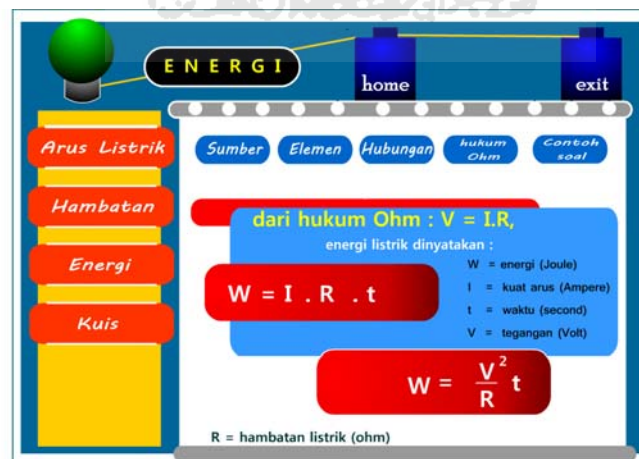 ENERGI
home
exit
Arus Listrik
Hambatan
Energi
Kuis
Sumber
Elemen
Hubungan
hukum
Ohm
Contoh
soal
dari hukum Ohm : V = I.R,
energi listrik dinyatakan :
W = I . R . t
W = energi (Joule)
I = kuat arus (Ampere)
t = waktu (second)
V = tegangan (Volt)
W = V²/R t
R = hambatan listrik (ohm)